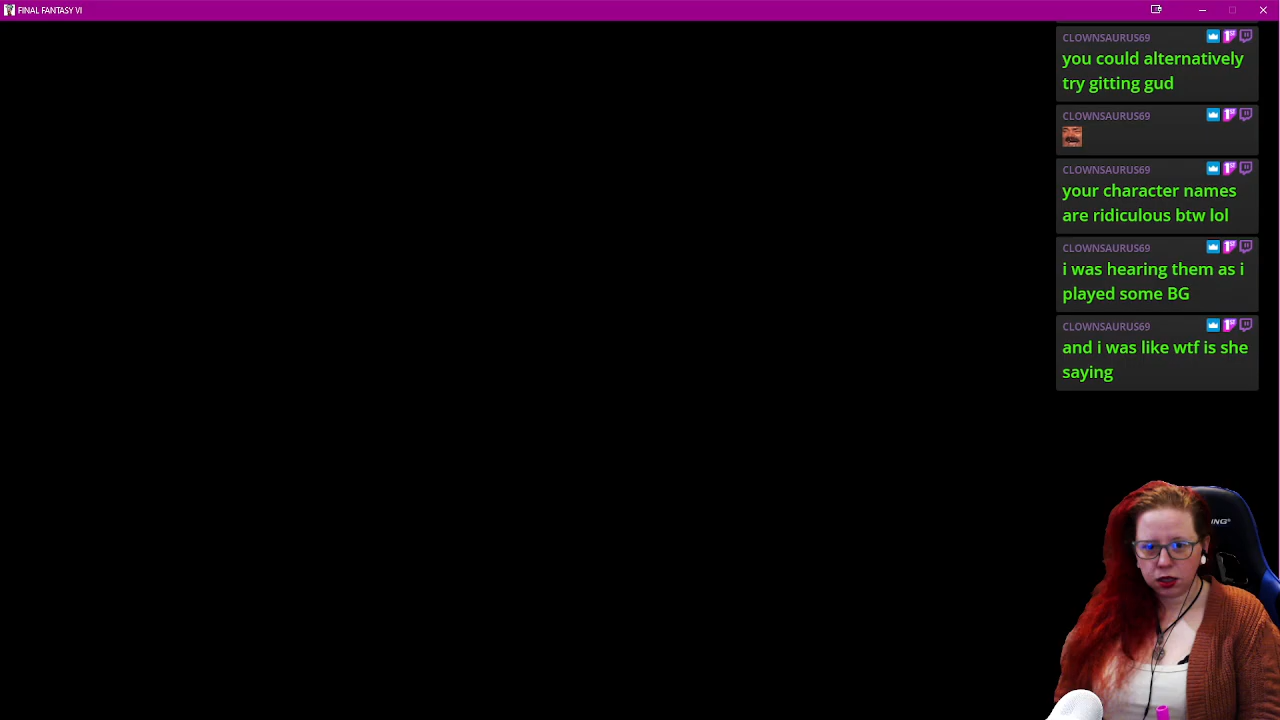 FINAL FANTASY VI
CLOWNSAURUS69
you could alternatively
try gitting gud
CLOWNSAURUS69
CLOWNSAURUS69
your character names
are ridiculous btw lol
CLOWNSAURUS69
i was hearing them as i
played some BG
CLOWNSAURUS69
and i was like wtf is she
saying
ING